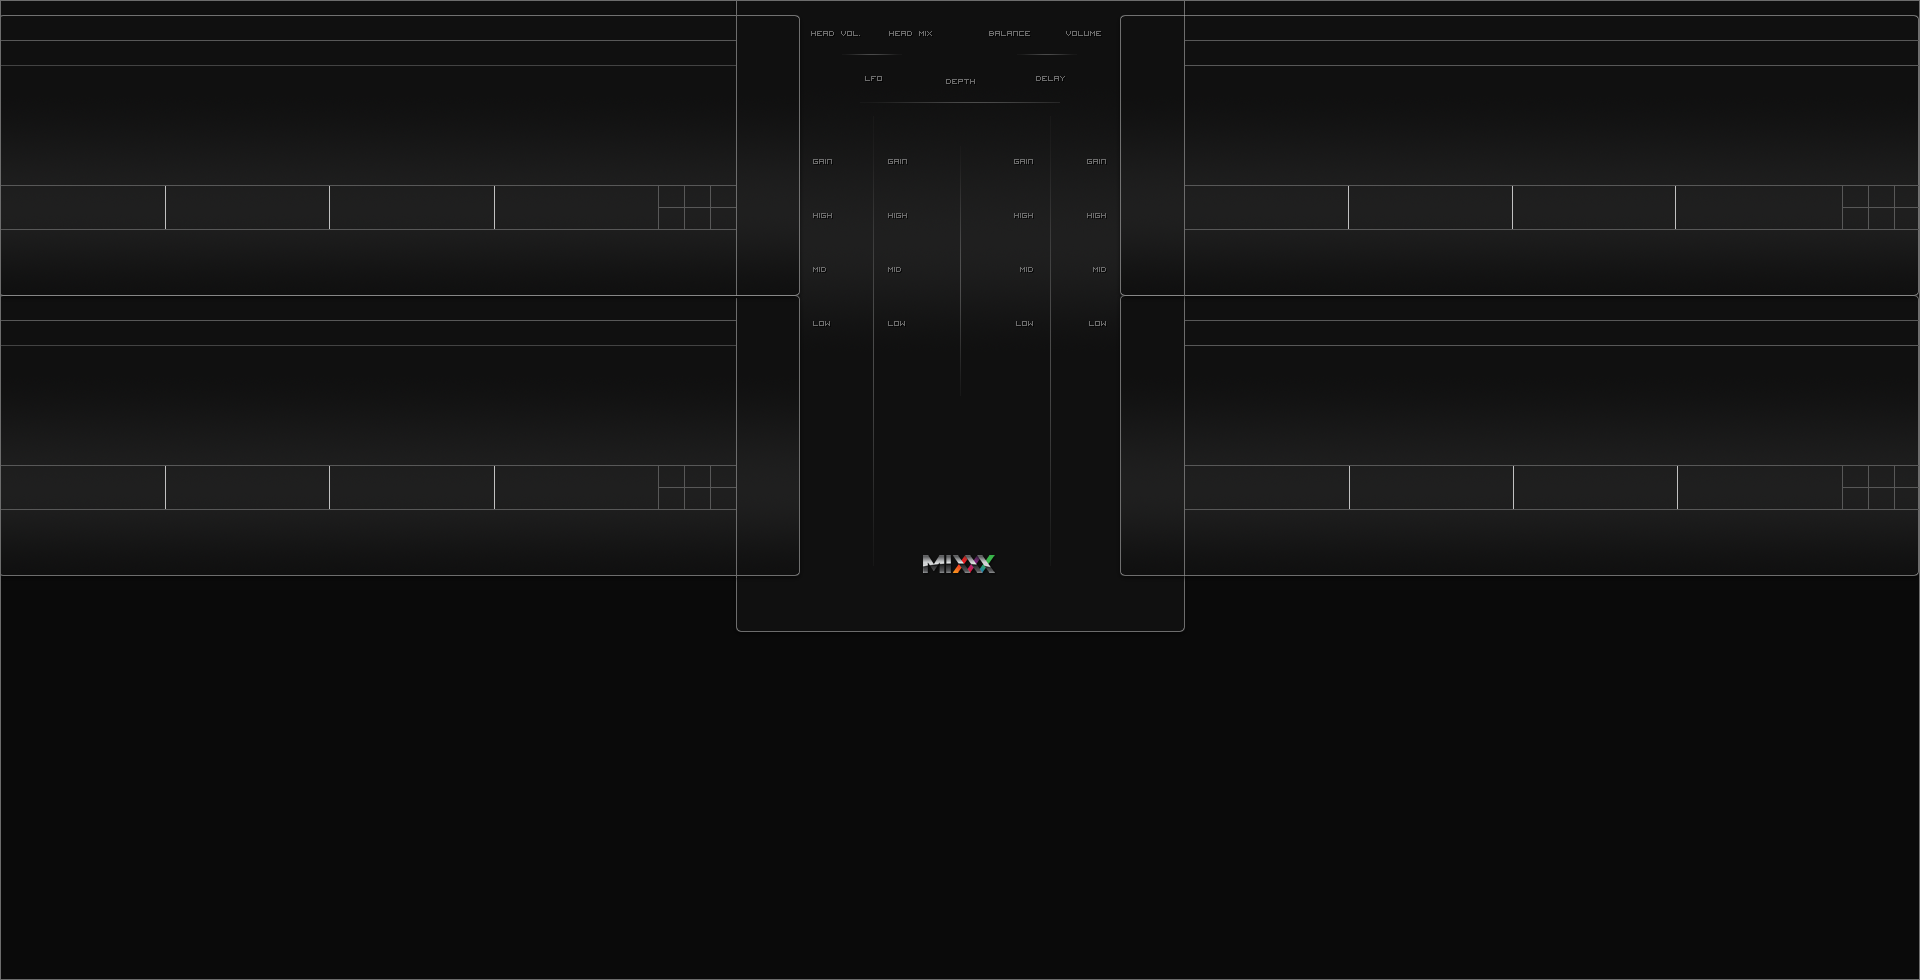 HEAD VOL. HEAD MIX BALANCE VOLUME
LFO DEPTH DELAY
GAIN GAIN GAIN GAIN
HIGH HIGH HIGH HIGH
MID MID MID MID
LOW LOW LOW LOW
MIXXX